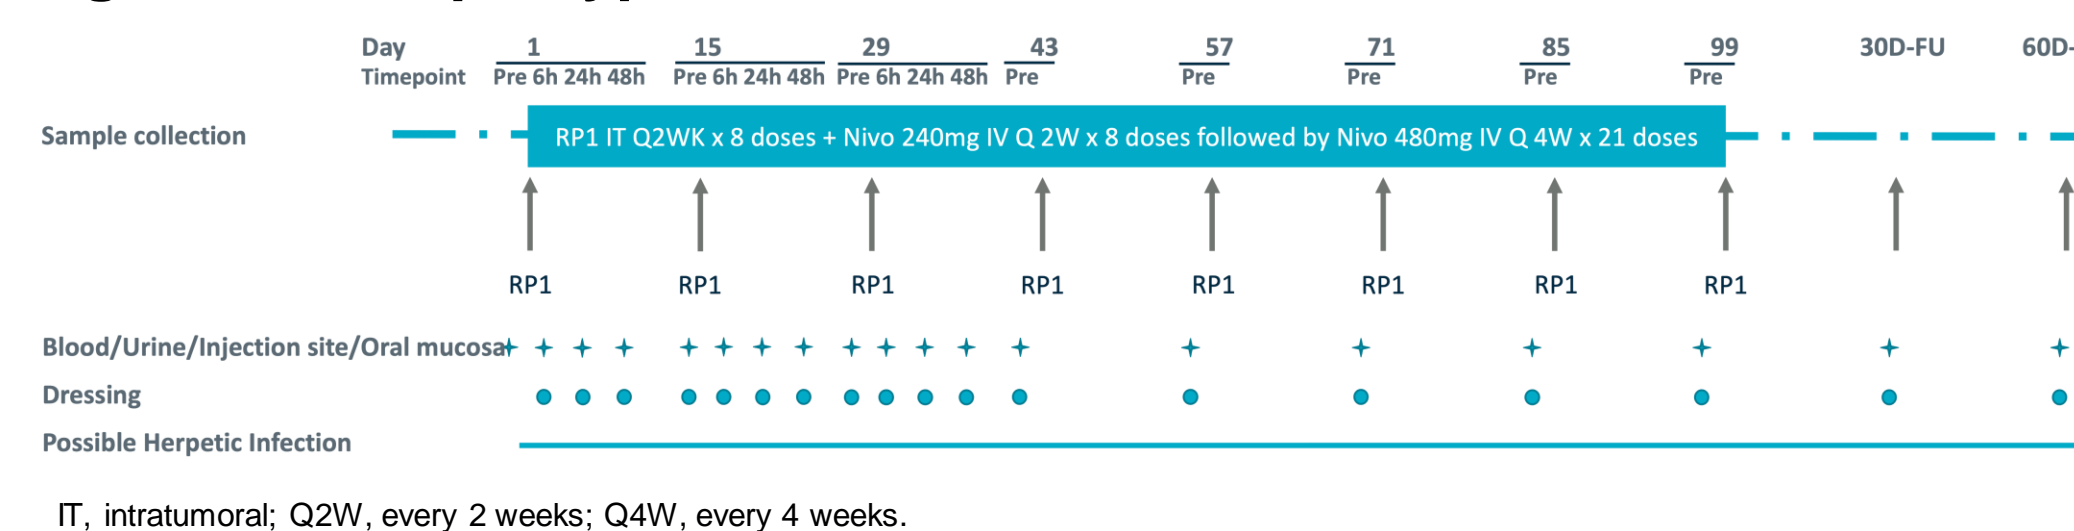 Day 1 15 29 43 57 71 85 99 30D-FU 60D-
Timepoint Pre 6h 24h 48h Pre 6h 24h 48h Pre 6h 24h 48h Pre Pre Pre Pre Pre
Sample collection RP1 IT Q2WK x 8 doses + Nivo 240mg IV Q 2W x 8 doses followed by Nivo 480mg IV Q 4W x 21 doses
RP1 RP1 RP1 RP1 RP1 RP1 RP1 RP1
Blood/Urine/Injection site/Oral mucosa
Dressing
Possible Herpetic Infection
IT, intratumoral; Q2W, every 2 weeks; Q4W, every 4 weeks.